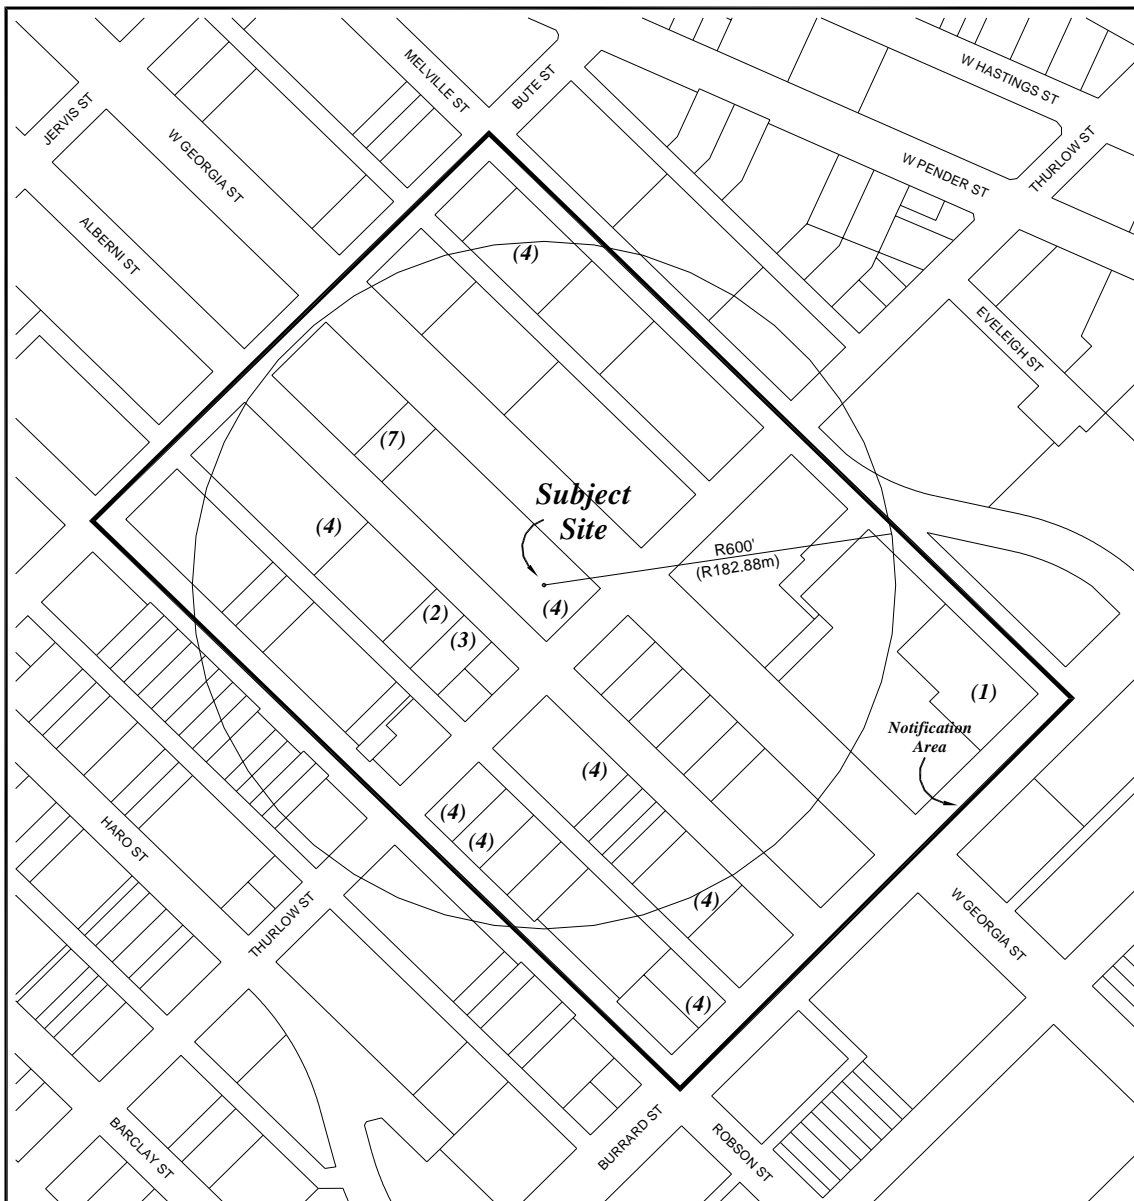 MELVILLE ST
BUTE ST
W HASTINGS ST
JERVIS ST
W GEORGIA ST
W PENDER ST
THURLOW ST
ALBERNI ST
(4)
EVELEIGH ST
(7)
Subject
Site
(4)
R600'
(R182.88m)
(4)
(2)
(3)
(1)
Notification
Area
(4)
(4)
(4)
HARO ST
(4)
THURLOW ST
W GEORGIA ST
(4)
BARCLAY ST
BURRARD ST
ROBSON ST